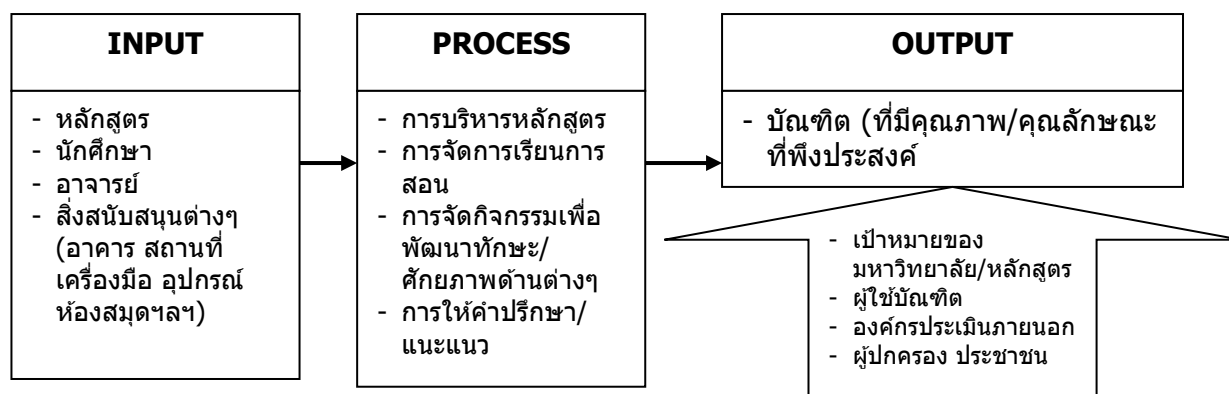 INPUT
- หลักสูตร
- นักศึกษา
- อาจารย์
- สิ่งสนับสนุนต่างๆ
(อาคาร สถานที่
เครื่องมือ อุปกรณ์
ห้องสมุดฯลฯ)
PROCESS
- การบริหารหลักสูตร
- การจัดการเรียนการ
สอน
- การจัดกิจกรรมเพื่อ
พัฒนาทักษะ/
ศักยภาพด้านต่างๆ
- การให้คำปรึกษา/
แนะแนว
OUTPUT
- บัณฑิต (ที่มีคุณภาพ/คุณลักษณะ
ที่พึงประสงค์
- เป้าหมายของ
มหาวิทยาลัย/หลักสูตร
- ผู้ใช้บัณฑิต
- องค์กรประเมินภายนอก
- ผู้ปกครอง ประชาชน